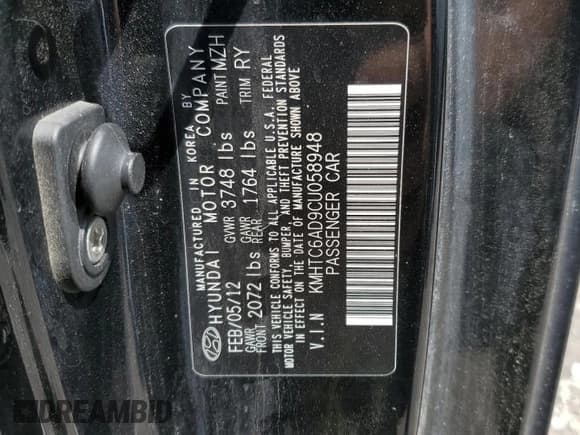 MANUFACTURED IN KOREA BY
HYUNDAI MOTOR COMPANY
FEB/05/12 GVWR 3748 lbs PAINT MZH
GAWR FRONT 2072 lbs GAWR REAR 1764 lbs TRIM RY
THIS VEHICLE CONFORMS TO ALL APPLICABLE U.S.A. FEDERAL
MOTOR VEHICLE SAFETY, BUMPER, AND THEFT PREVENTION STANDARDS
IN EFFECT ON THE DATE OF MANUFACTURE SHOWN ABOVE
V.I.N KMHTC6AD9CU058948
PASSENGER CAR
DREAMBID